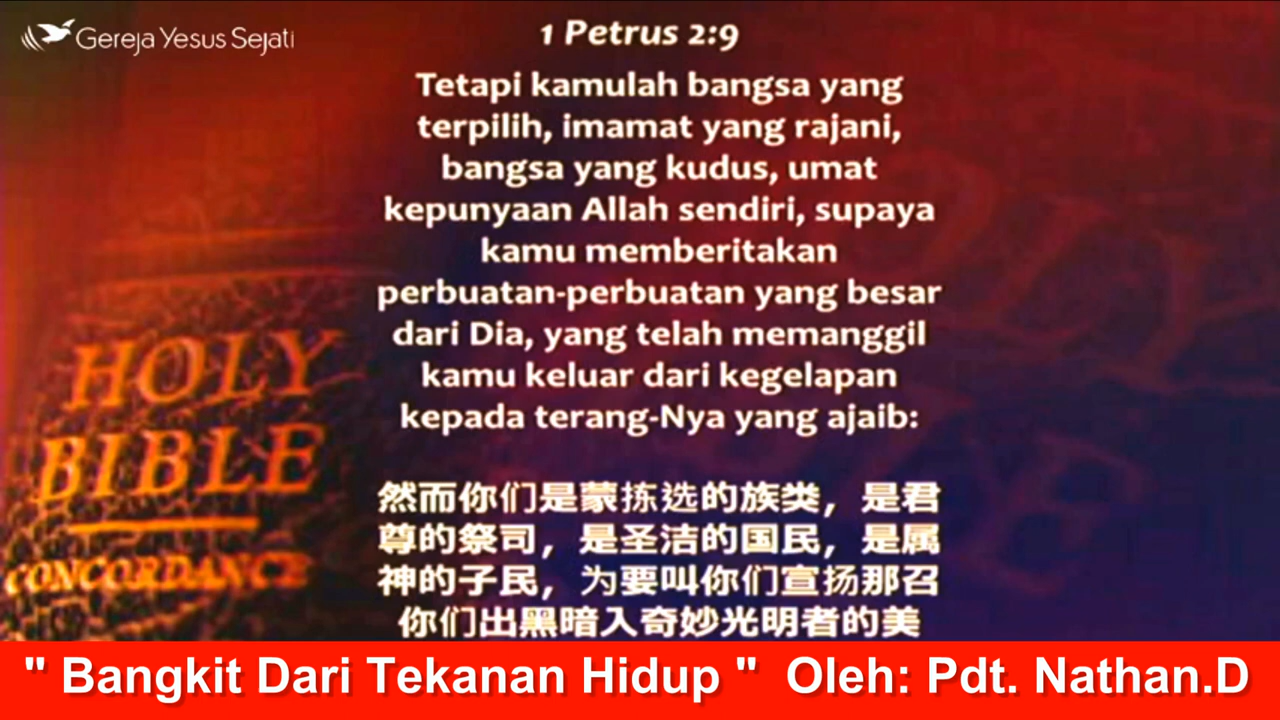 Gereja Yesus Sejati
1 Petrus 2:9
Tetapi kamulah bangsa yang
terpilih, imamat yang rajani,
bangsa yang kudus, umat
kepunyaan Allah sendiri, supaya
kamu memberitakan
perbuatan-perbuatan yang besar
dari Dia, yang telah memanggil
kamu keluar dari kegelapan
kepada terang-Nya yang ajaib:
然而你们是蒙拣选的族类，是君
尊的祭司，是圣洁的国民，是属
神的子民，为要叫你们宣扬那召
你们出黑暗入奇妙光明者的美
HOLY
BIBLE
CONCORDANCE
" Bangkit Dari Tekanan Hidup " Oleh: Pdt. Nathan.D